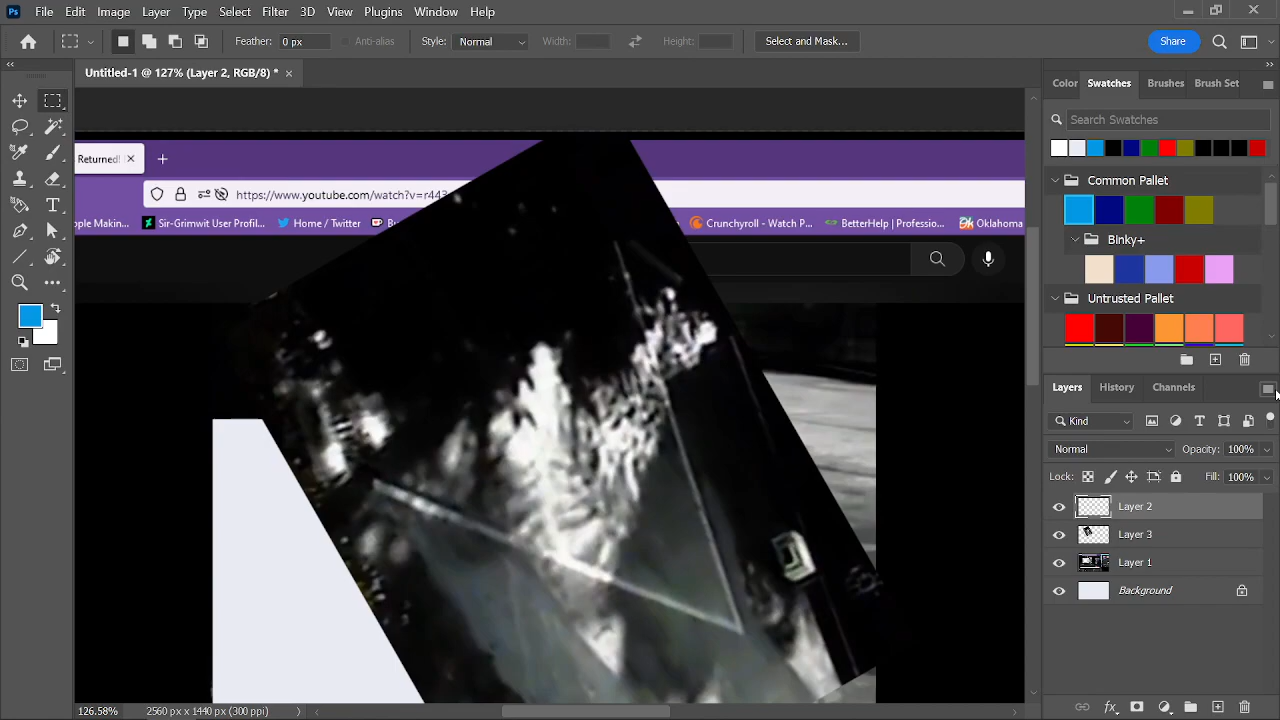 Ps File Edit Image Layer Type Select Filter 3D View Plugins Window Help
Feather: 0 px Anti-alias Style: Normal Width: Height: Select and Mask... Share
Untitled-1 @ 127% (Layer 2, RGB/8) *
Color Swatches Brushes Brush Set
Search Swatches
Returned!
https://www.youtube.com/watch?v=r443
Common Pallet
ople Makin... Sir-Grimwit User Profil... Home / Twitter Crunchyroll - Watch P... BetterHelp | Professio... Oklahoma
BInky+
Untrusted Pallet
Layers History Channels
Kind
Normal Opacity: 100%
Lock: Fill: 100%
Layer 2
Layer 3
Layer 1
Background
126.58% 2560 px x 1440 px (300 ppi)
fx